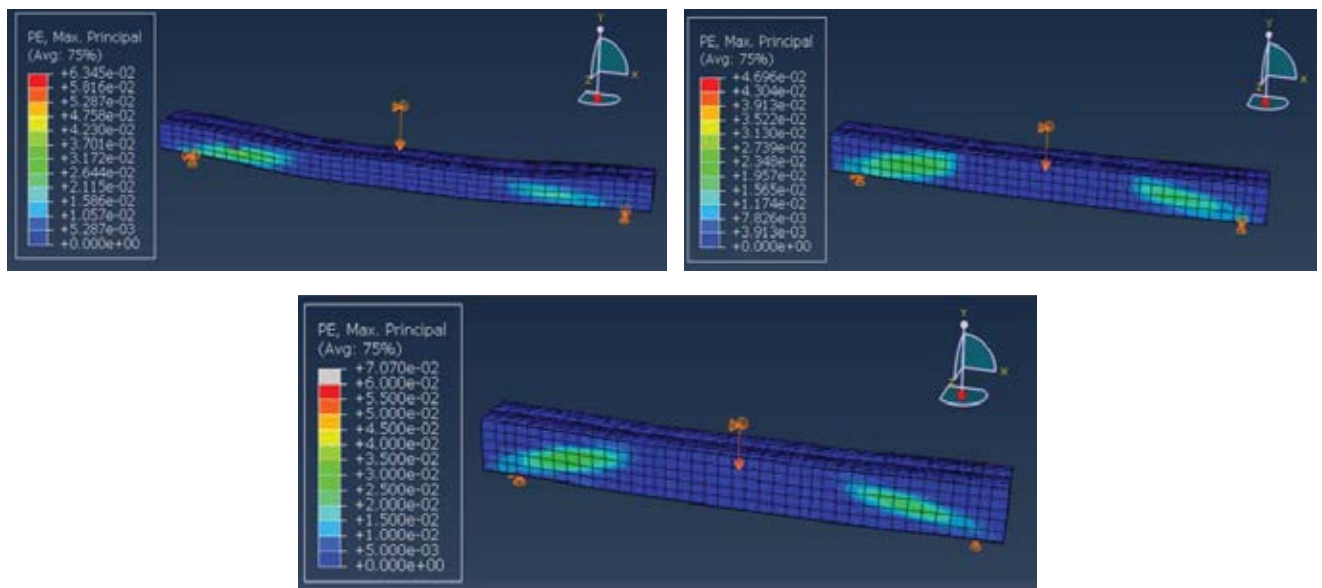 PE, Max. Principal
(Avg: 75%)
+6.345e-02
+5.816e-02
+5.287e-02
+4.758e-02
+4.230e-02
+3.701e-02
+3.172e-02
+2.644e-02
+2.115e-02
+1.586e-02
+1.057e-02
+5.287e-03
+0.000e+00
Y
Z
X
PE, Max. Principal
(Avg: 75%)
+4.696e-02
+4.304e-02
+3.913e-02
+3.522e-02
+3.130e-02
+2.739e-02
+2.348e-02
+1.957e-02
+1.565e-02
+1.174e-02
+7.826e-03
+3.913e-03
+0.000e+00
Y
Z
X
PE, Max. Principal
(Avg: 75%)
+7.070e-02
+6.000e-02
+5.500e-02
+5.000e-02
+4.500e-02
+4.000e-02
+3.500e-02
+3.000e-02
+2.500e-02
+2.000e-02
+1.500e-02
+1.000e-02
+5.000e-03
+0.000e+00
Y
Z
X